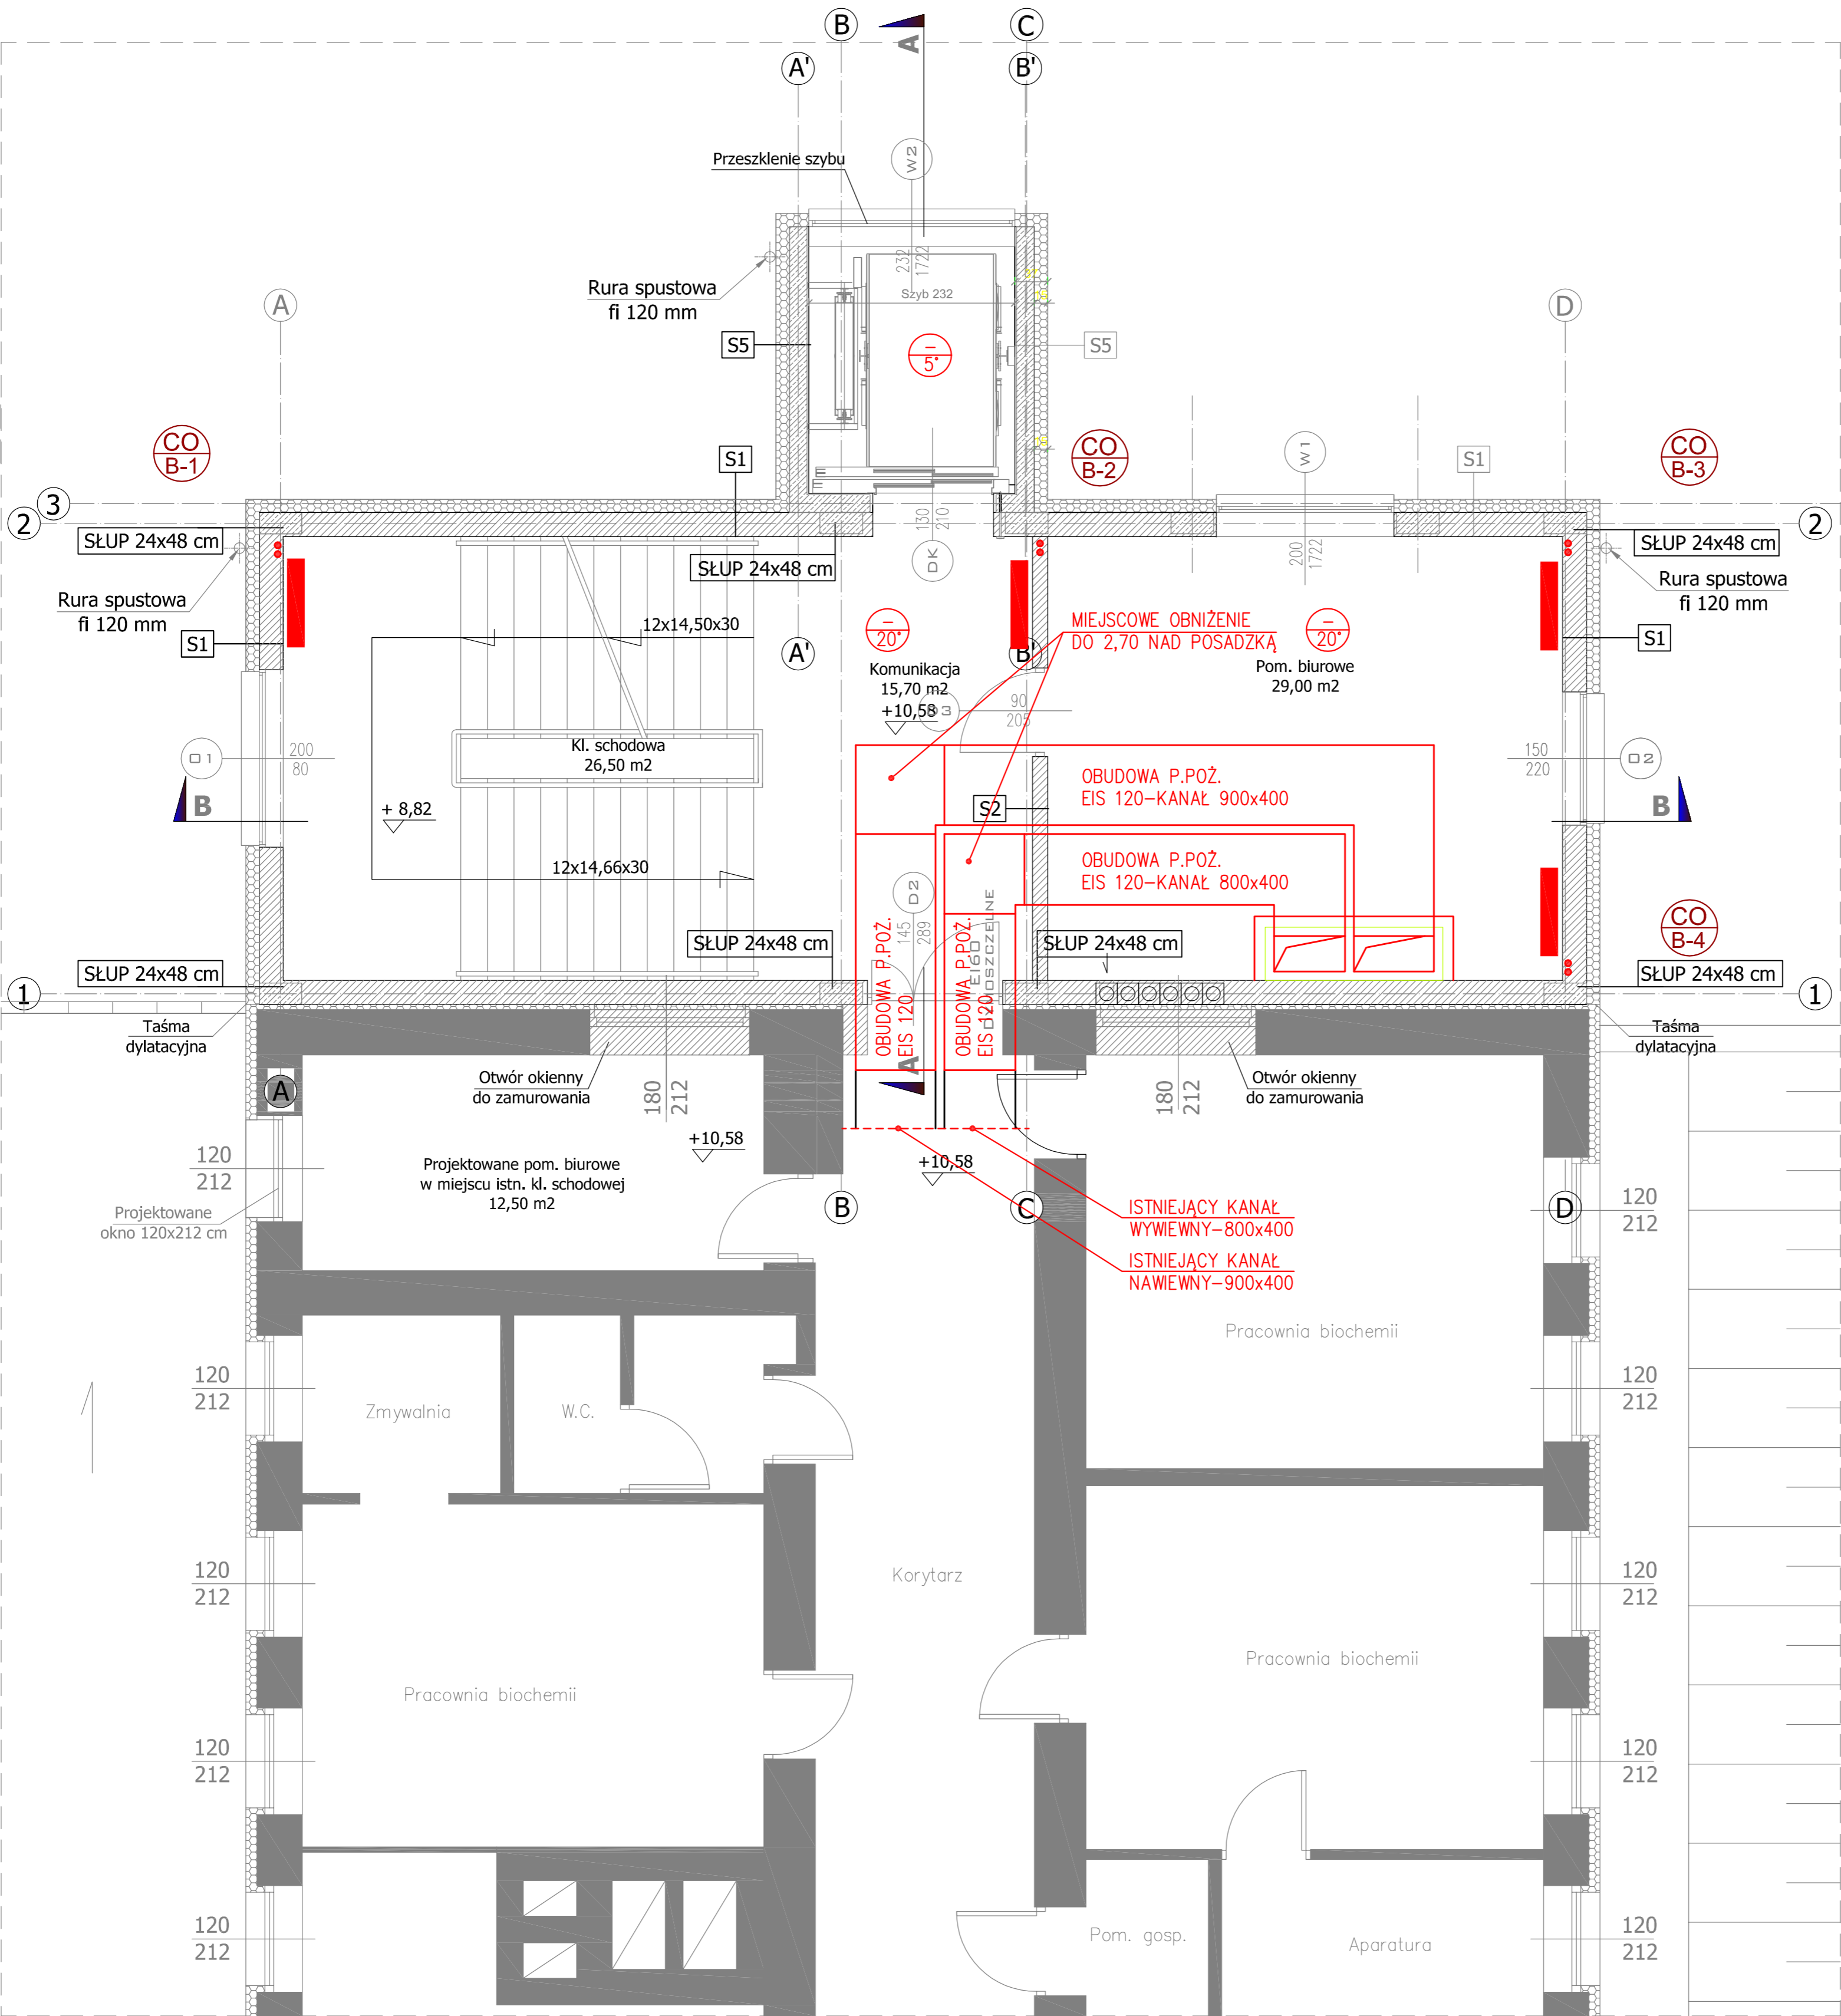 B
A
C
A'
B'
W2
Przeszklenie szybu
232
1722
Rura spustowa
fi 120 mm
Szyb 232
A
D
S5
–
5°
S5
CO
B-1
S1
CO
B-2
W1
S1
CO
B-3
3
2
2
SŁUP 24x48 cm
SŁUP 24x48 cm
130
210
DK
200
1722
SŁUP 24x48 cm
Rura spustowa
fi 120 mm
Rura spustowa
fi 120 mm
S1
S1
12x14,50x30
–
20°
MIEJSCOWE OBNIŻENIE
DO 2,70 NAD POSADZKĄ
–
20°
A'
B'
Komunikacja
15,70 m2
+10,58
Pom. biurowe
29,00 m2
D3
90
205
Kl. schodowa
26,50 m2
O1
200
80
150
220
O2
B
B
+ 8,82
S2
OBUDOWA P.POŻ.
EIS 120-KANAŁ 900x400
12x14,66x30
OBUDOWA P.POŻ.
EIS 120-KANAŁ 800x400
D2
145
289
OBUDOWA P.POŻ.
EIS 120
OBUDOWA P.POŻ.
EIS 120
EI60
SŁUP 24x48 cm
SŁUP 24x48 cm
SŁUP 24x48 cm
SŁUP 24x48 cm
CO
B-4
1
1
Taśma
dylatacyjna
Taśma
dylatacyjna
A
A
Otwór okienny
do zamurowania
180
212
180
212
Otwór okienny
do zamurowania
120
212
+10,58
+10,58
Projektowane pom. biurowe
w miejscu istn. kl. schodowej
12,50 m2
Projektowane
okno 120x212 cm
B
C
D
120
212
ISTNIEJĄCY KANAŁ
WYWIEWNY-800x400
ISTNIEJĄCY KANAŁ
NAWIEWNY-900x400
Pracownia biochemii
120
212
Zmywalnia
W.C.
120
212
120
212
Korytarz
120
212
Pracownia biochemii
Pracownia biochemii
120
212
120
212
120
212
Pom. gosp.
Aparatura
120
212